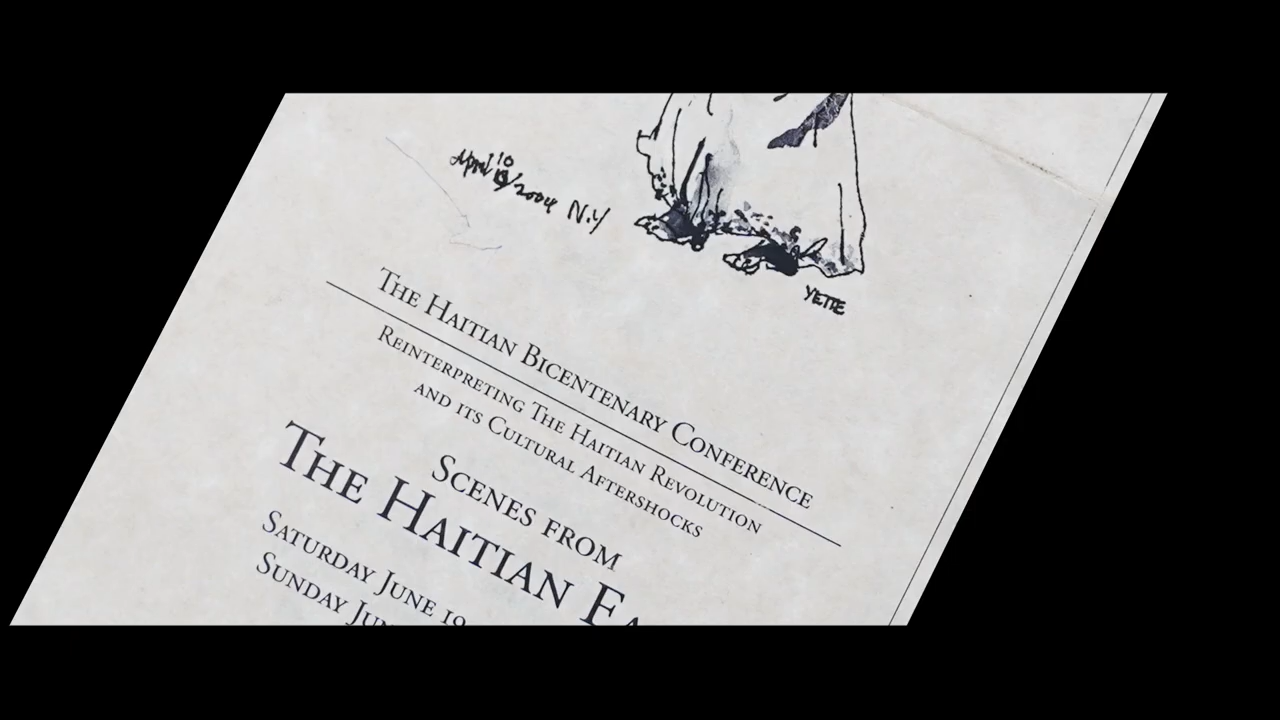 April 10/2004 N.Y
YETTE
THE HAITIAN BICENTENARY CONFERENCE
REINTERPRETING THE HAITIAN REVOLUTION
AND ITS CULTURAL AFTERSHOCKS
SCENES FROM
THE HAITIAN
SATURDAY JUNE 19
SUNDAY